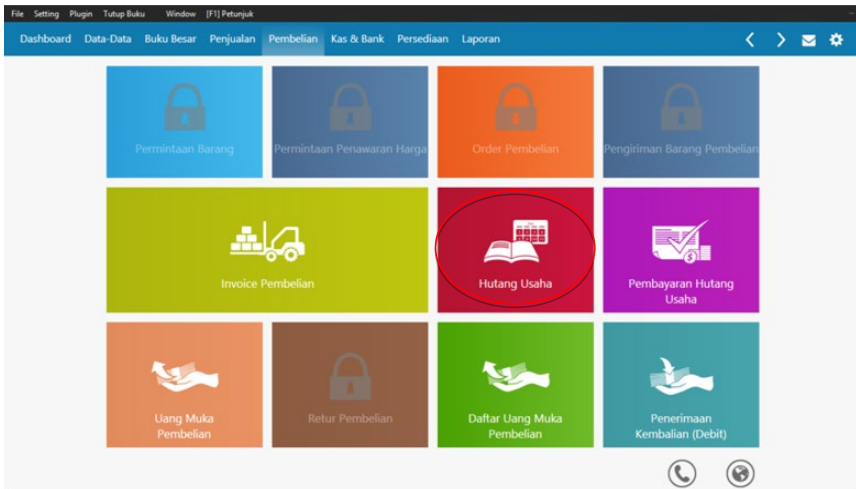 File Setting Plugin Tutup Buku Window [F1] Petunjuk
Dashboard Data-Data Buku Besar Penjualan Pembelian Kas & Bank Persediaan Laporan
Permintaan Barang
Permintaan Penawaran Harga
Order Pembelian
Pengiriman Barang Pembelian
Invoice Pembelian
Hutang Usaha
Pembayaran Hutang
Usaha
Uang Muka
Pembelian
Retur Pembelian
Daftar Uang Muka
Pembelian
Penerimaan
Kembalian (Debit)